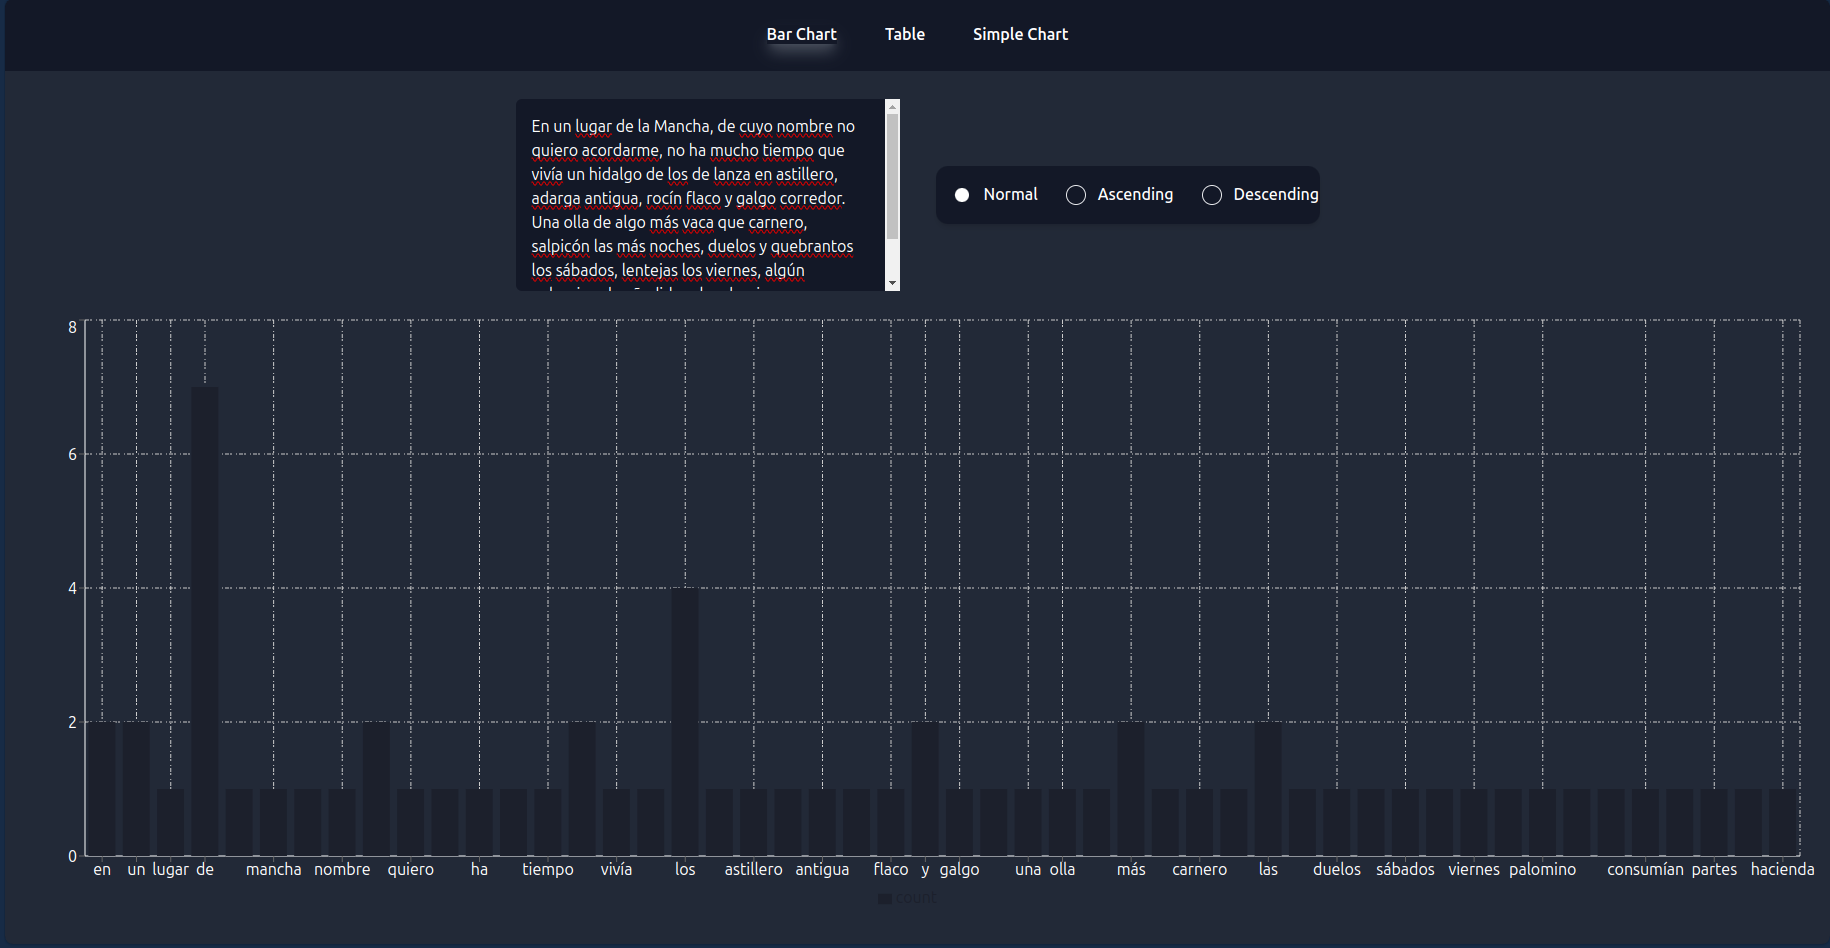 Bar Chart Table Simple Chart
En un lugar de la Mancha, de cuyo nombre no
quiero acordarme, no ha mucho tiempo que
vivía un hidalgo de los de lanza en astillero,
adarga antigua, rocín flaco y galgo corredor.
Una olla de algo más vaca que carnero,
salpicón las más noches, duelos y quebrantos
los sábados, lentejas los viernes, algún
Normal Ascending Descending
8
6
4
2
0
en un lugar de mancha nombre quiero ha tiempo vivía los astillero antigua flaco y galgo una olla más carnero las duelos sábados viernes palomino consumían partes hacienda
count